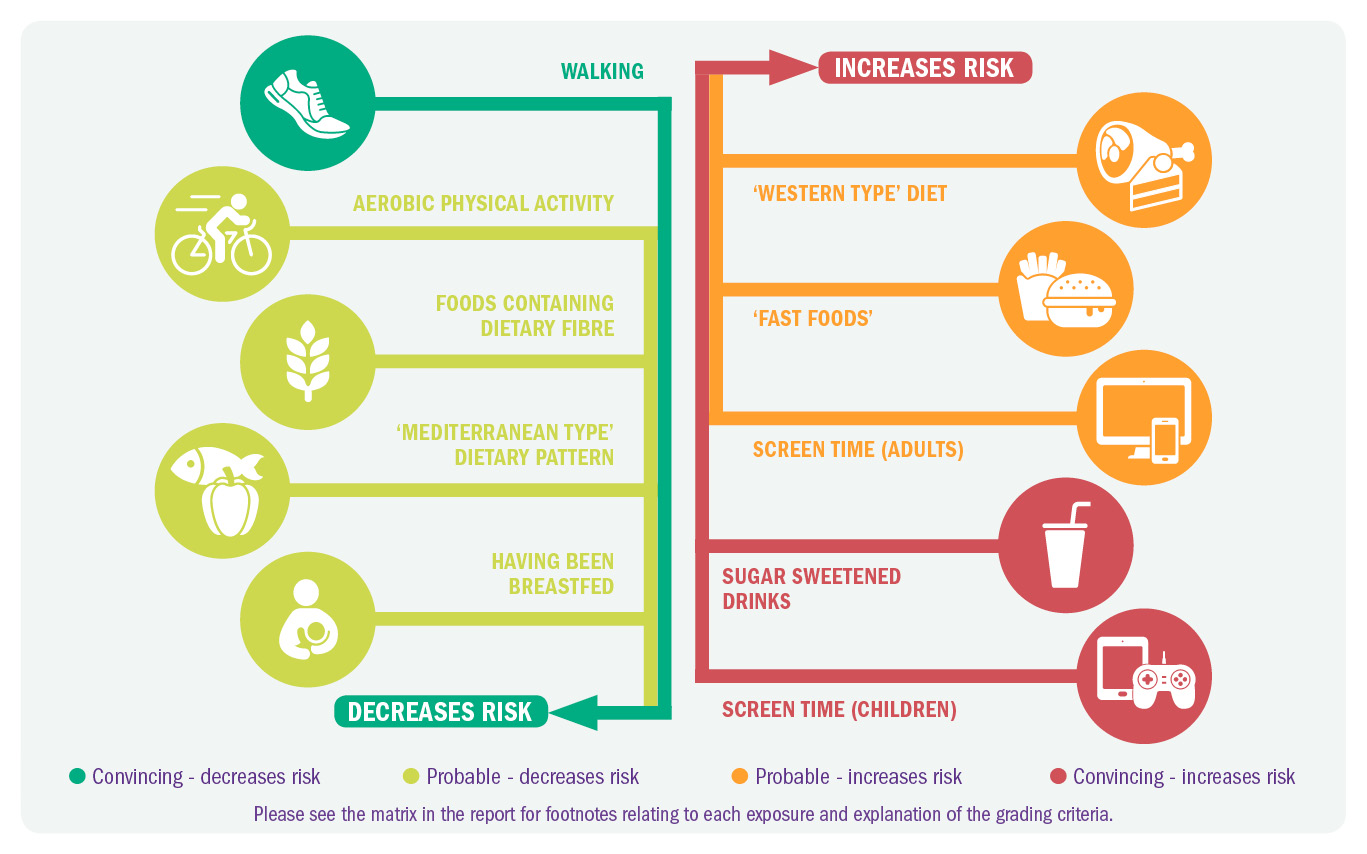 WALKING
AEROBIC PHYSICAL ACTIVITY
FOODS CONTAINING
DIETARY FIBRE
‘MEDITERRANEAN TYPE’
DIETARY PATTERN
HAVING BEEN
BREASTFED
DECREASES RISK
INCREASES RISK
‘WESTERN TYPE’ DIET
‘FAST FOODS’
SCREEN TIME (ADULTS)
SUGAR SWEETENED
DRINKS
SCREEN TIME (CHILDREN)
Convincing - decreases risk
Probable - decreases risk
Probable - increases risk
Convincing - increases risk
Please see the matrix in the report for footnotes relating to each exposure and explanation of the grading criteria.